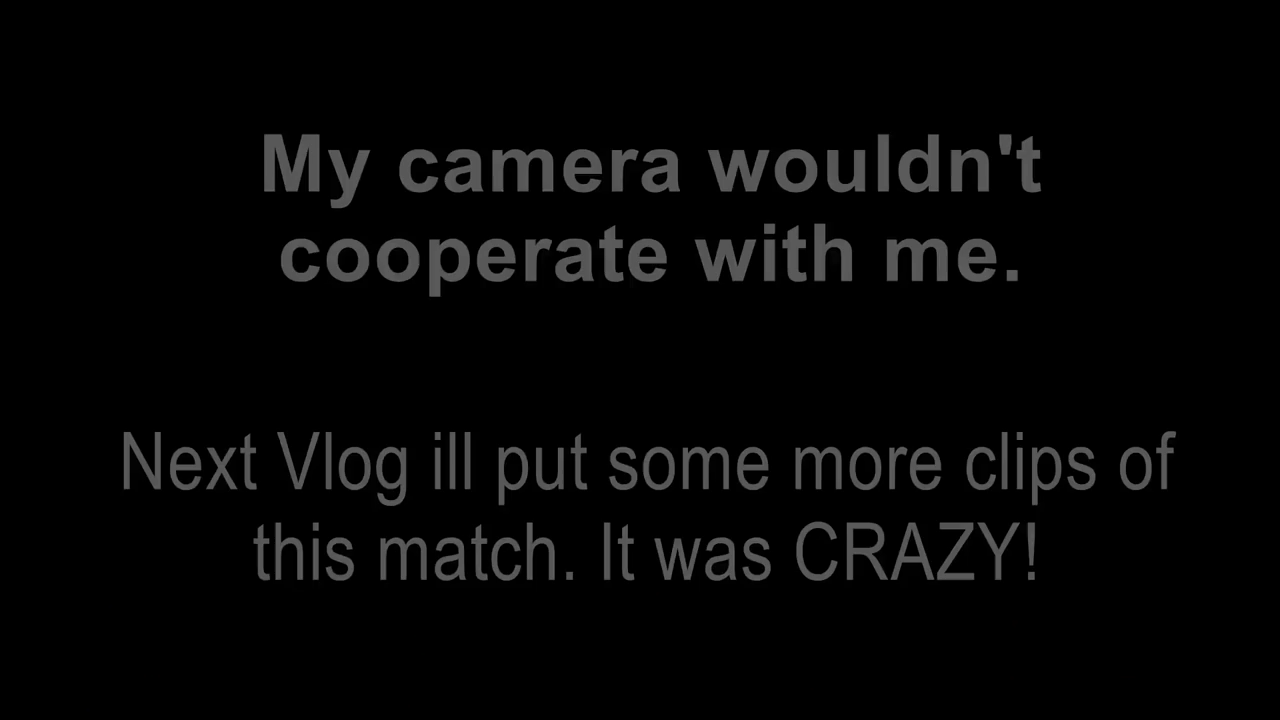 My camera wouldn't
cooperate with me.
Next Vlog ill put some more clips of
this match. It was CRAZY!